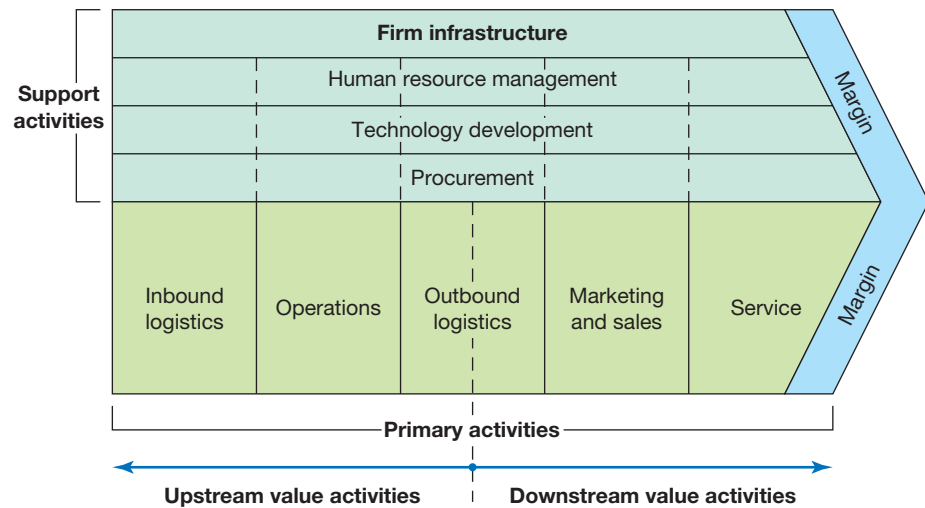 Firm infrastructure
Human resource management
Support
activities
Technology development
Procurement
Margin
Margin
Inbound
logistics
Operations
Outbound
logistics
Marketing
and sales
Service
Primary activities
Upstream value activities
Downstream value activities